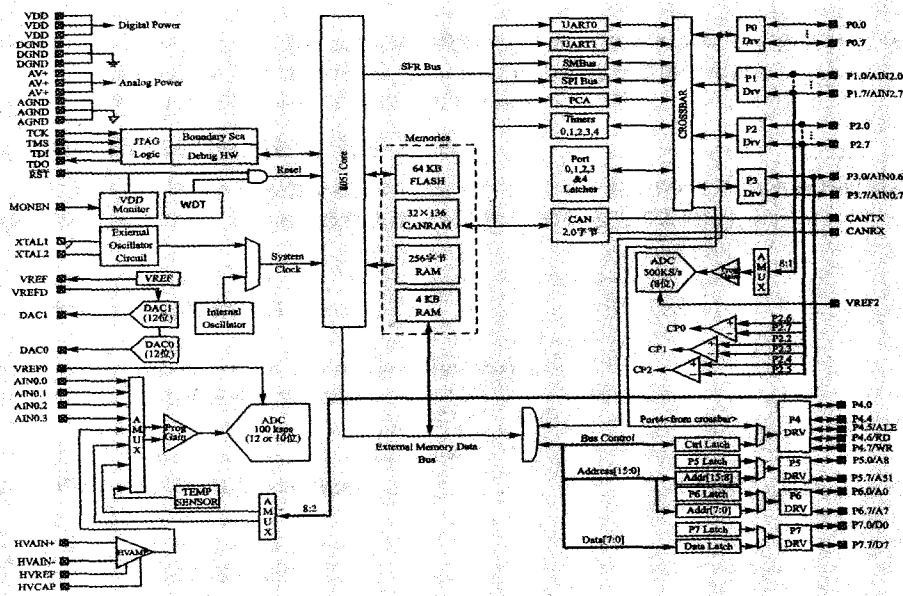 VDD
VDD
VDD
Digital Power
DGND
DGND
DGND
AV+
AV+
AV+
Analog Power
AGND
AGND
AGND
TCK
TMS
TDI
TDO
RST
JTAG
Logic
Boundary Sca
Debug HW
Reset
MONEN
VDD
Monitor
WDT
XTAL1
XTAL2
External
Oscillator
Circuil
System
Clock
Internal
Oscillator
VREF
VREF
VREFD
DAC1
DAC1
(12位)
DAC0
DAC0
(12位)
VREF0
AIN0.0
AIN0.1
AIN0.2
AIN0.3
AMUX
Prog
Gain
ADC
100 ksps
(12 or 10位)
TEMP
SENSOR
AMUX
8:2
HVAIN+
HVAIN-
HVREF
HVCAP
HVAMP
8051 Core
SFR Bus
Memories
64 KB
FLASH
32×136
CANRAM
256字节
RAM
4 KB
RAM
External Memory Data
Bus
UART0
UART1
SMBus
SPI Bus
PCA
Timers
0,1,2,3,4
Port
0,1,2,3
&4
Latches
CAN
2.0字节
CROSSBAR
P0
Drv
P1
Drv
P2
Drv
P3
Drv
P0.0
P0.7
P1.0/AIN2.0
P1.7/AIN2.7
P2.0
P2.7
P3.0/AIN0.6
P3.7/AIN0.7
CANTX
CANRX
ADC
500KS/s
(8位)
Prog
Gain
AMUX
8:1
VREF2
CP0
CP1
CP2
P2.6
P2.7
P2.2
P2.3
P2.4
P2.5
Port4<from crossbar>
Bus Control
Ctrl Latch
Address[15:0]
P5 Latch
Addr[15:8]
P6 Latch
Addr[7:0]
Data[7:0]
P7 Latch
Data Latch
P4
DRV
P5
DRV
P6
DRV
P7
DRV
P4.0
P4.4
P4.5/ALE
P4.6/RD
P4.7/WR
P5.0/A8
P5.7/A51
P6.0/A0
P6.7/A7
P7.0/D0
P7.7/D7